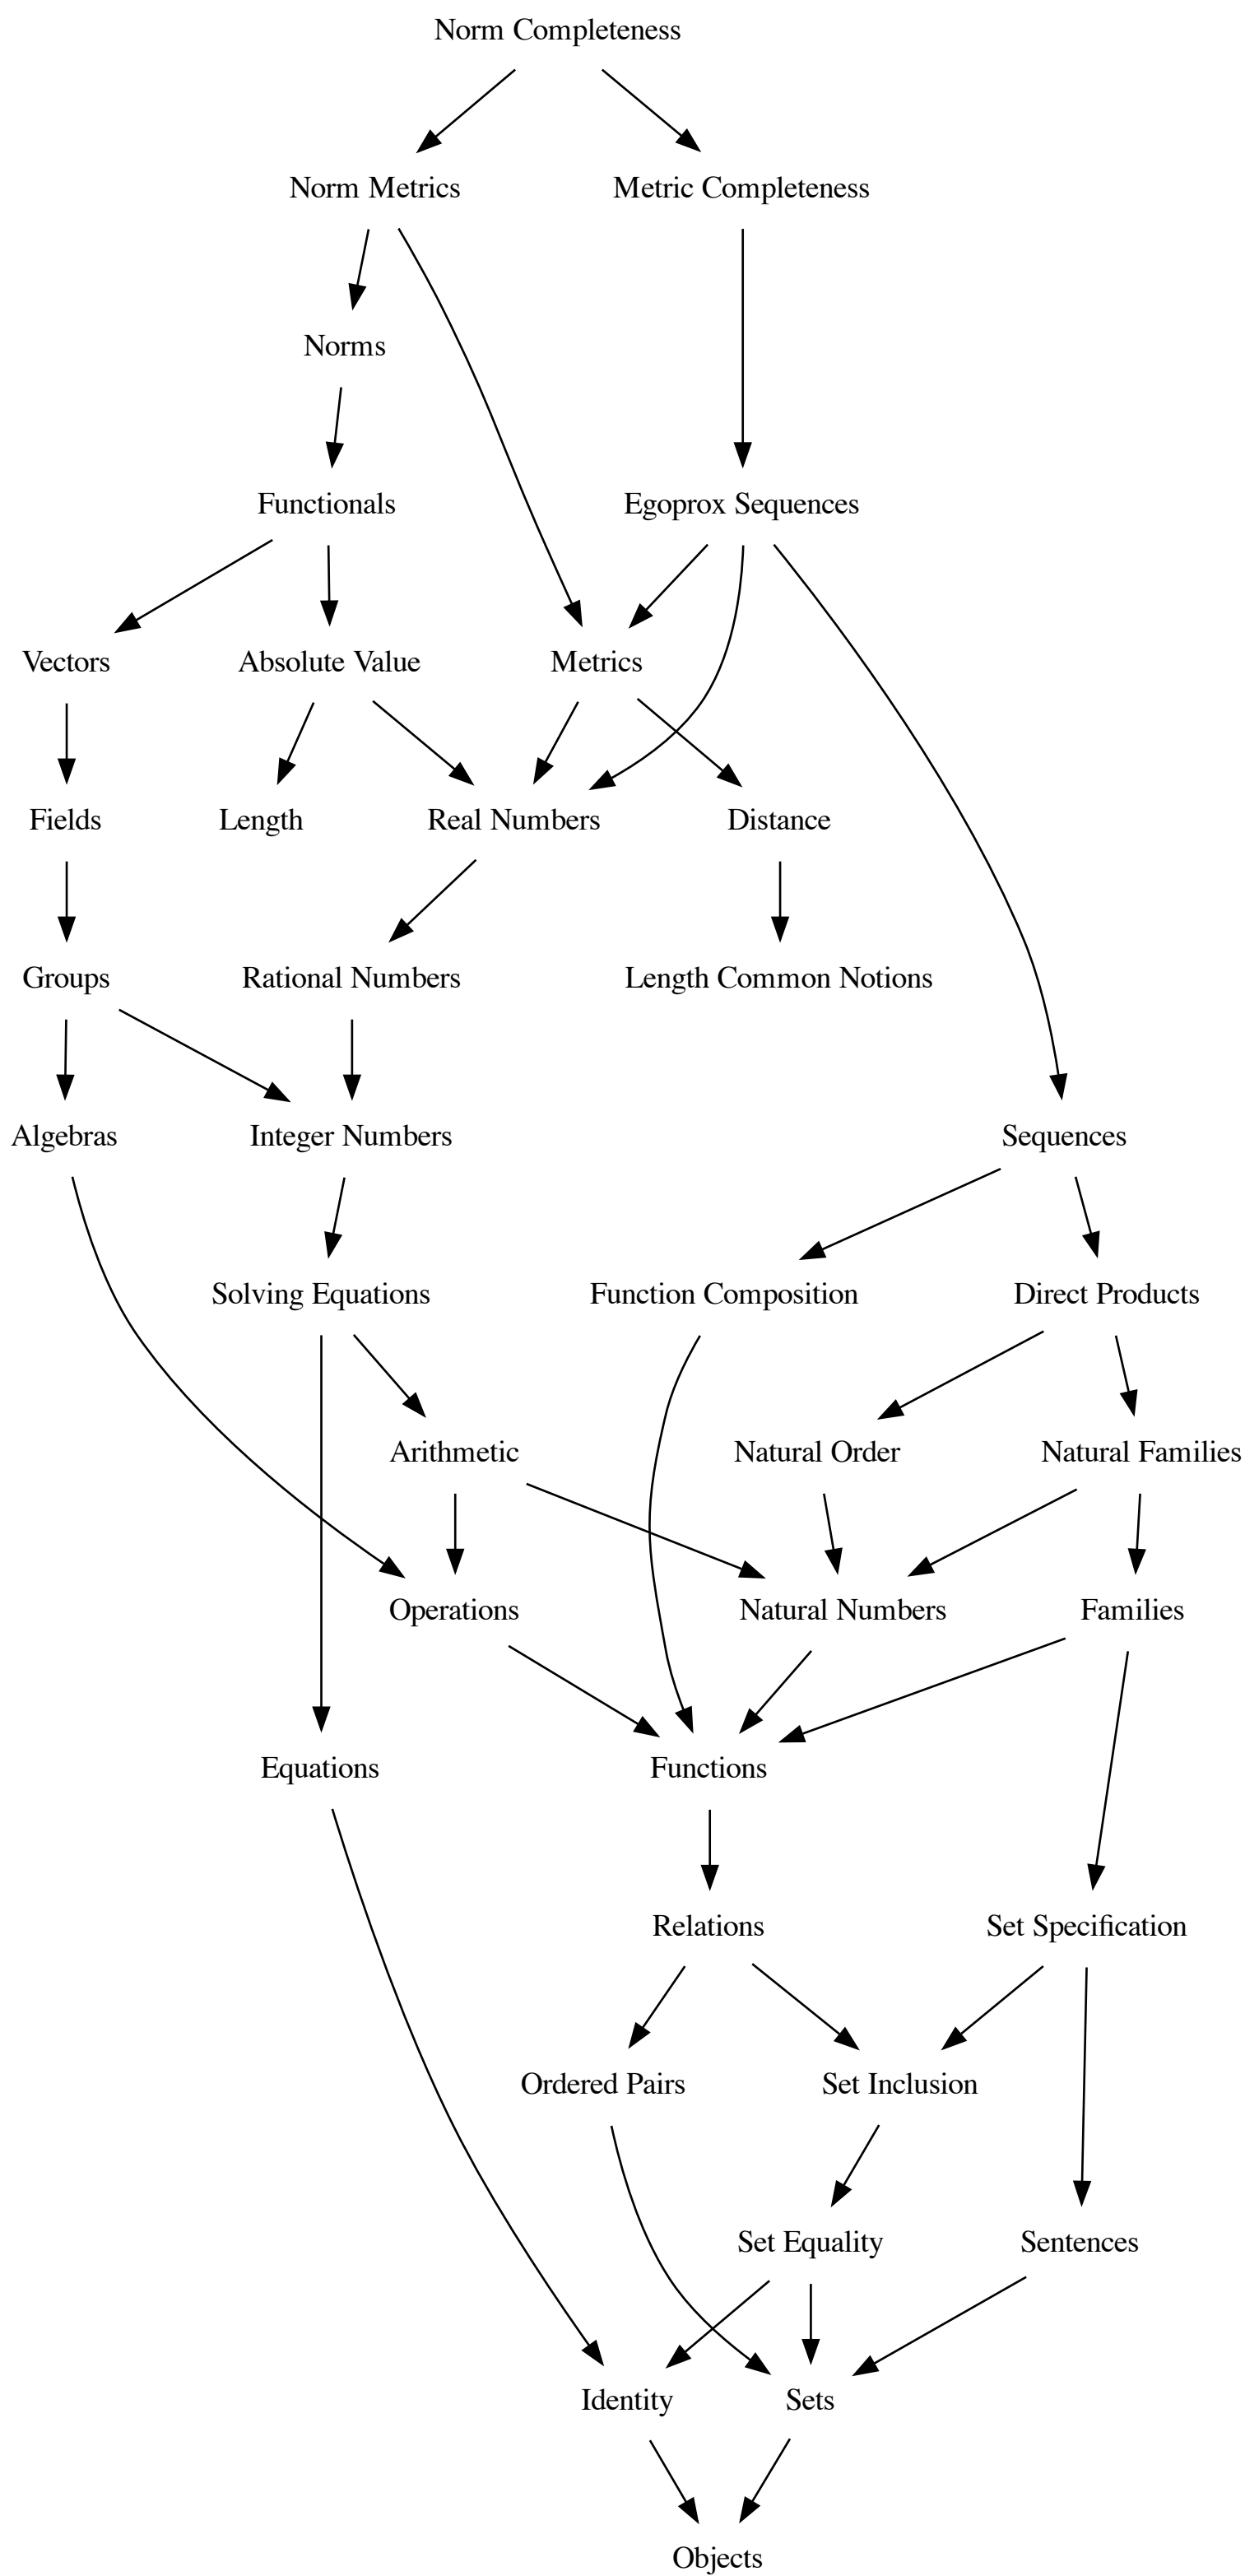 Norm Completeness
Norm Metrics
Metric Completeness
Norms
Functionals
Egoprox Sequences
Vectors
Absolute Value
Metrics
Fields
Length
Real Numbers
Distance
Groups
Rational Numbers
Length Common Notions
Algebras
Integer Numbers
Sequences
Solving Equations
Function Composition
Direct Products
Arithmetic
Natural Order
Natural Families
Operations
Natural Numbers
Families
Equations
Functions
Relations
Set Specification
Ordered Pairs
Set Inclusion
Set Equality
Sentences
Identity
Sets
Objects